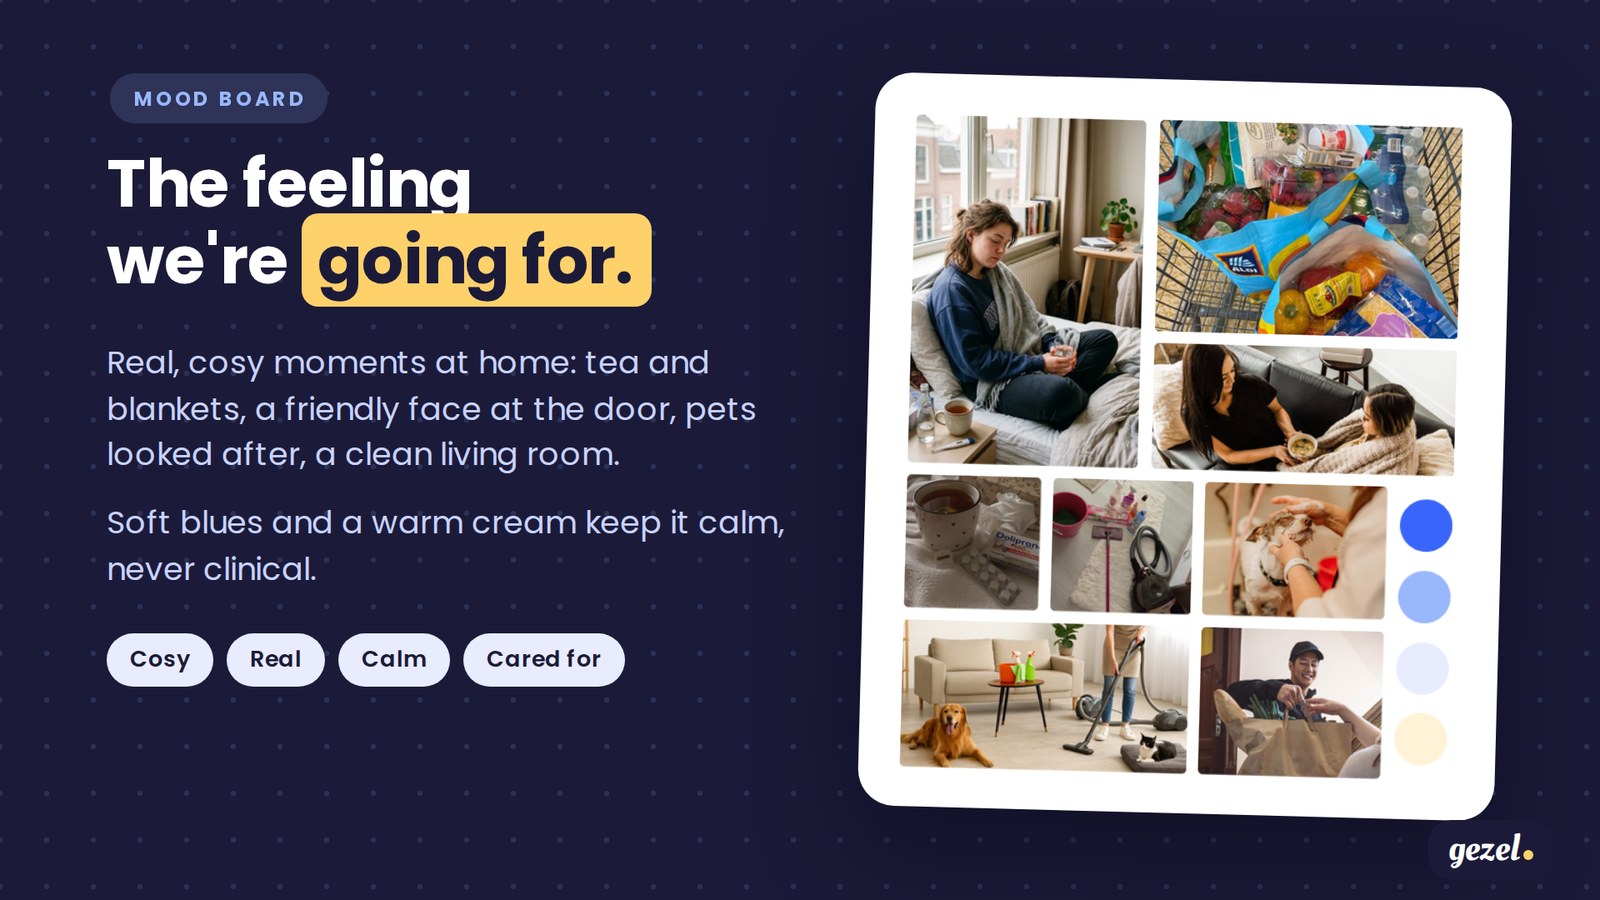 MOOD BOARD
The feeling
we're going for.
Real, cosy moments at home: tea and
blankets, a friendly face at the door, pets
looked after, a clean living room.
Soft blues and a warm cream keep it calm,
never clinical.
Cosy
Real
Calm
Cared for
ALDI
Doliprane
gezel.